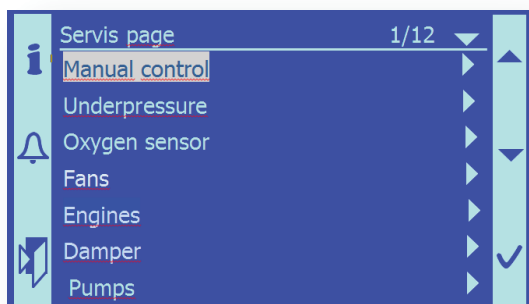 Servis page 1/12
Manual control
Underpressure
Oxygen sensor
Fans
Engines
Damper
Pumps